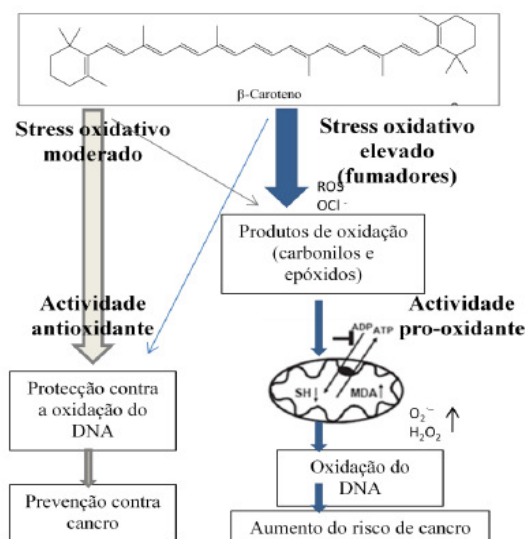 β-Caroteno
Stress oxidativo
moderado
Stress oxidativo
elevado
(fumadores)
ROS
OCl⁻
Produtos de oxidação
(carbonilos e
epóxidos)
Actividade
antioxidante
Actividade
pro-oxidante
ADP
ATP
SH↓
MDA↑
O₂⁻
H₂O₂ ↑
Protecção contra
a oxidação do
DNA
Oxidação do
DNA
Prevenção contra
cancro
Aumento do risco de cancro